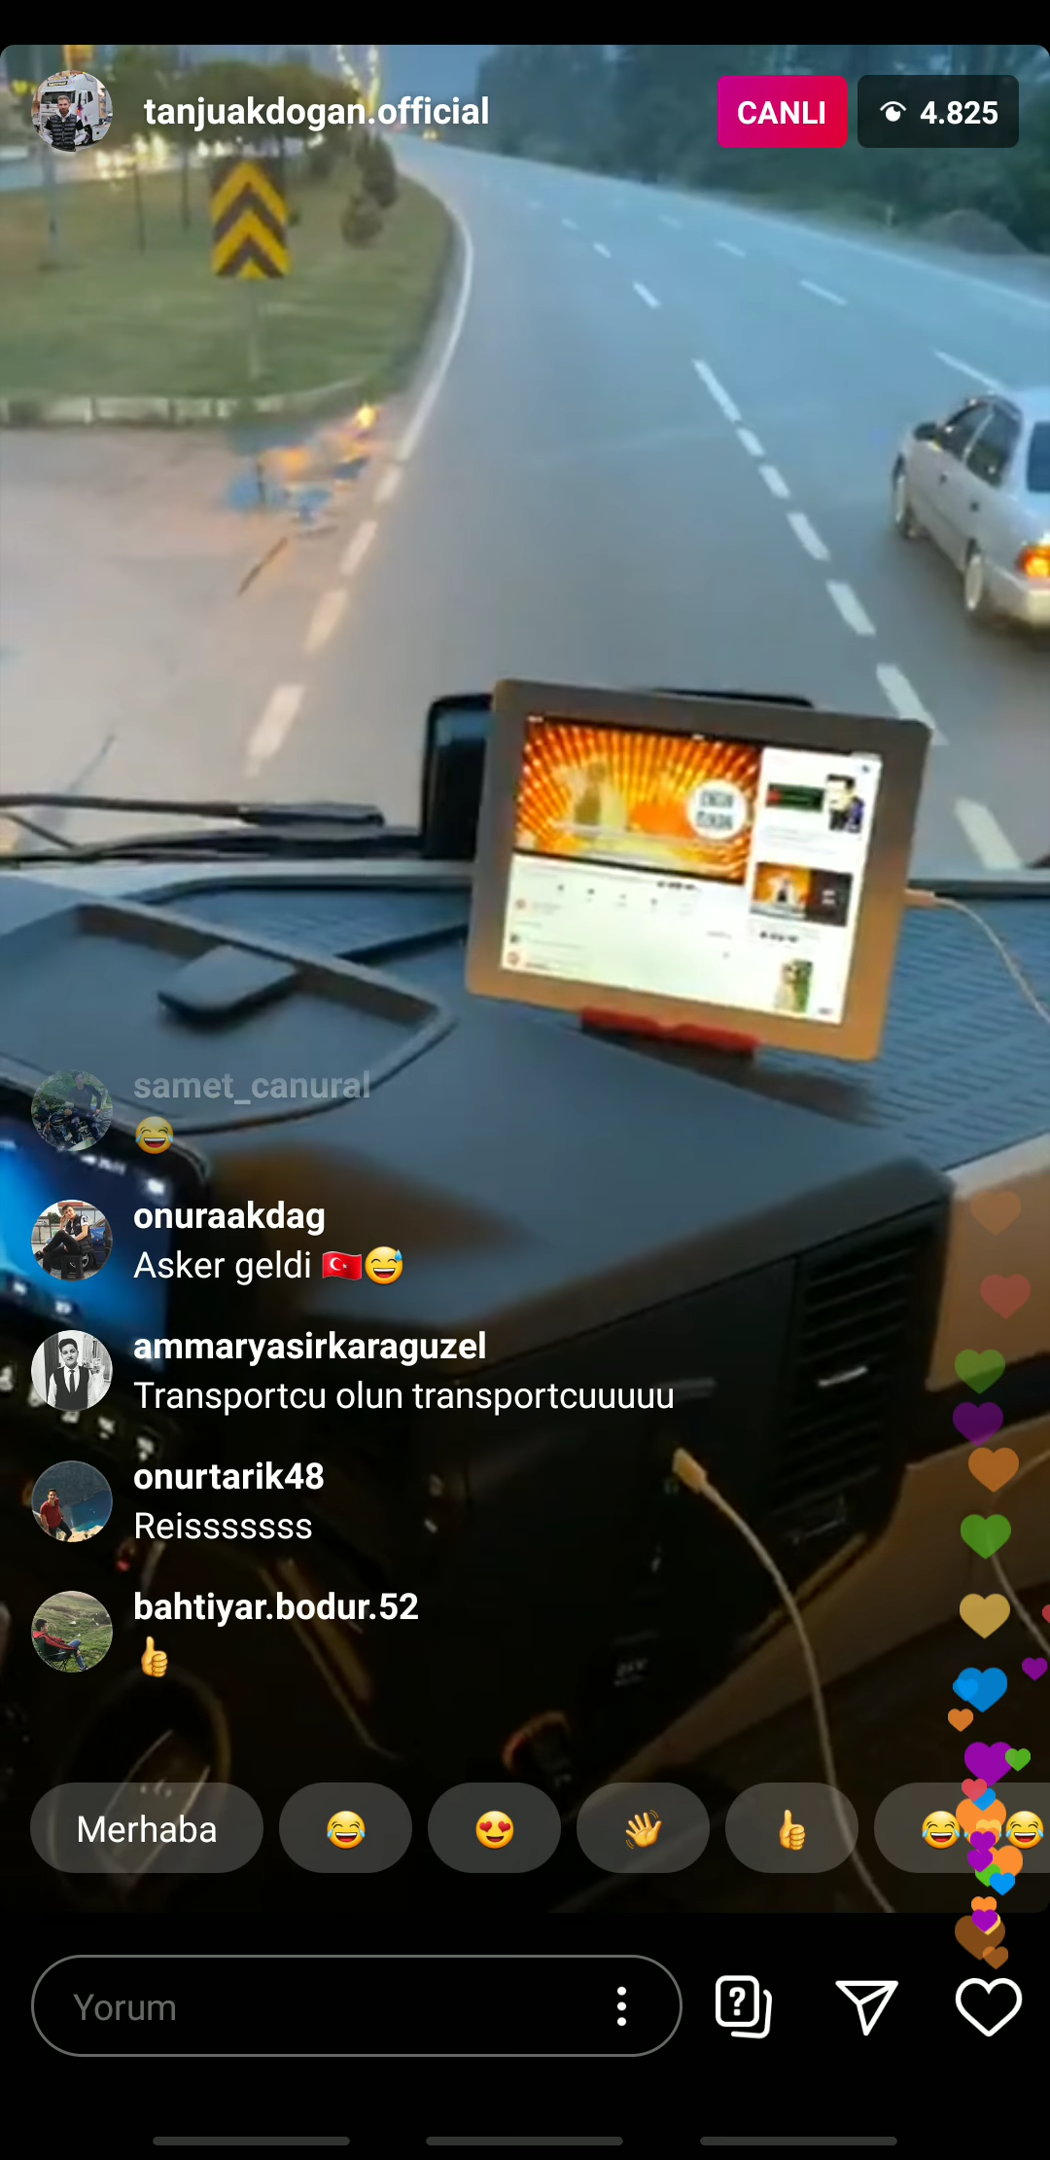 tanjuakdogan.official
CANLI
4.825
samet_canural
😂
onuraakdag
Asker geldi 🇹🇷😅
ammaryasirkaraguzel
Transportcu olun transportcuuuuu
onurtarik48
Reisssssss
bahtiyar.bodur.52
👍
Merhaba
Yorum